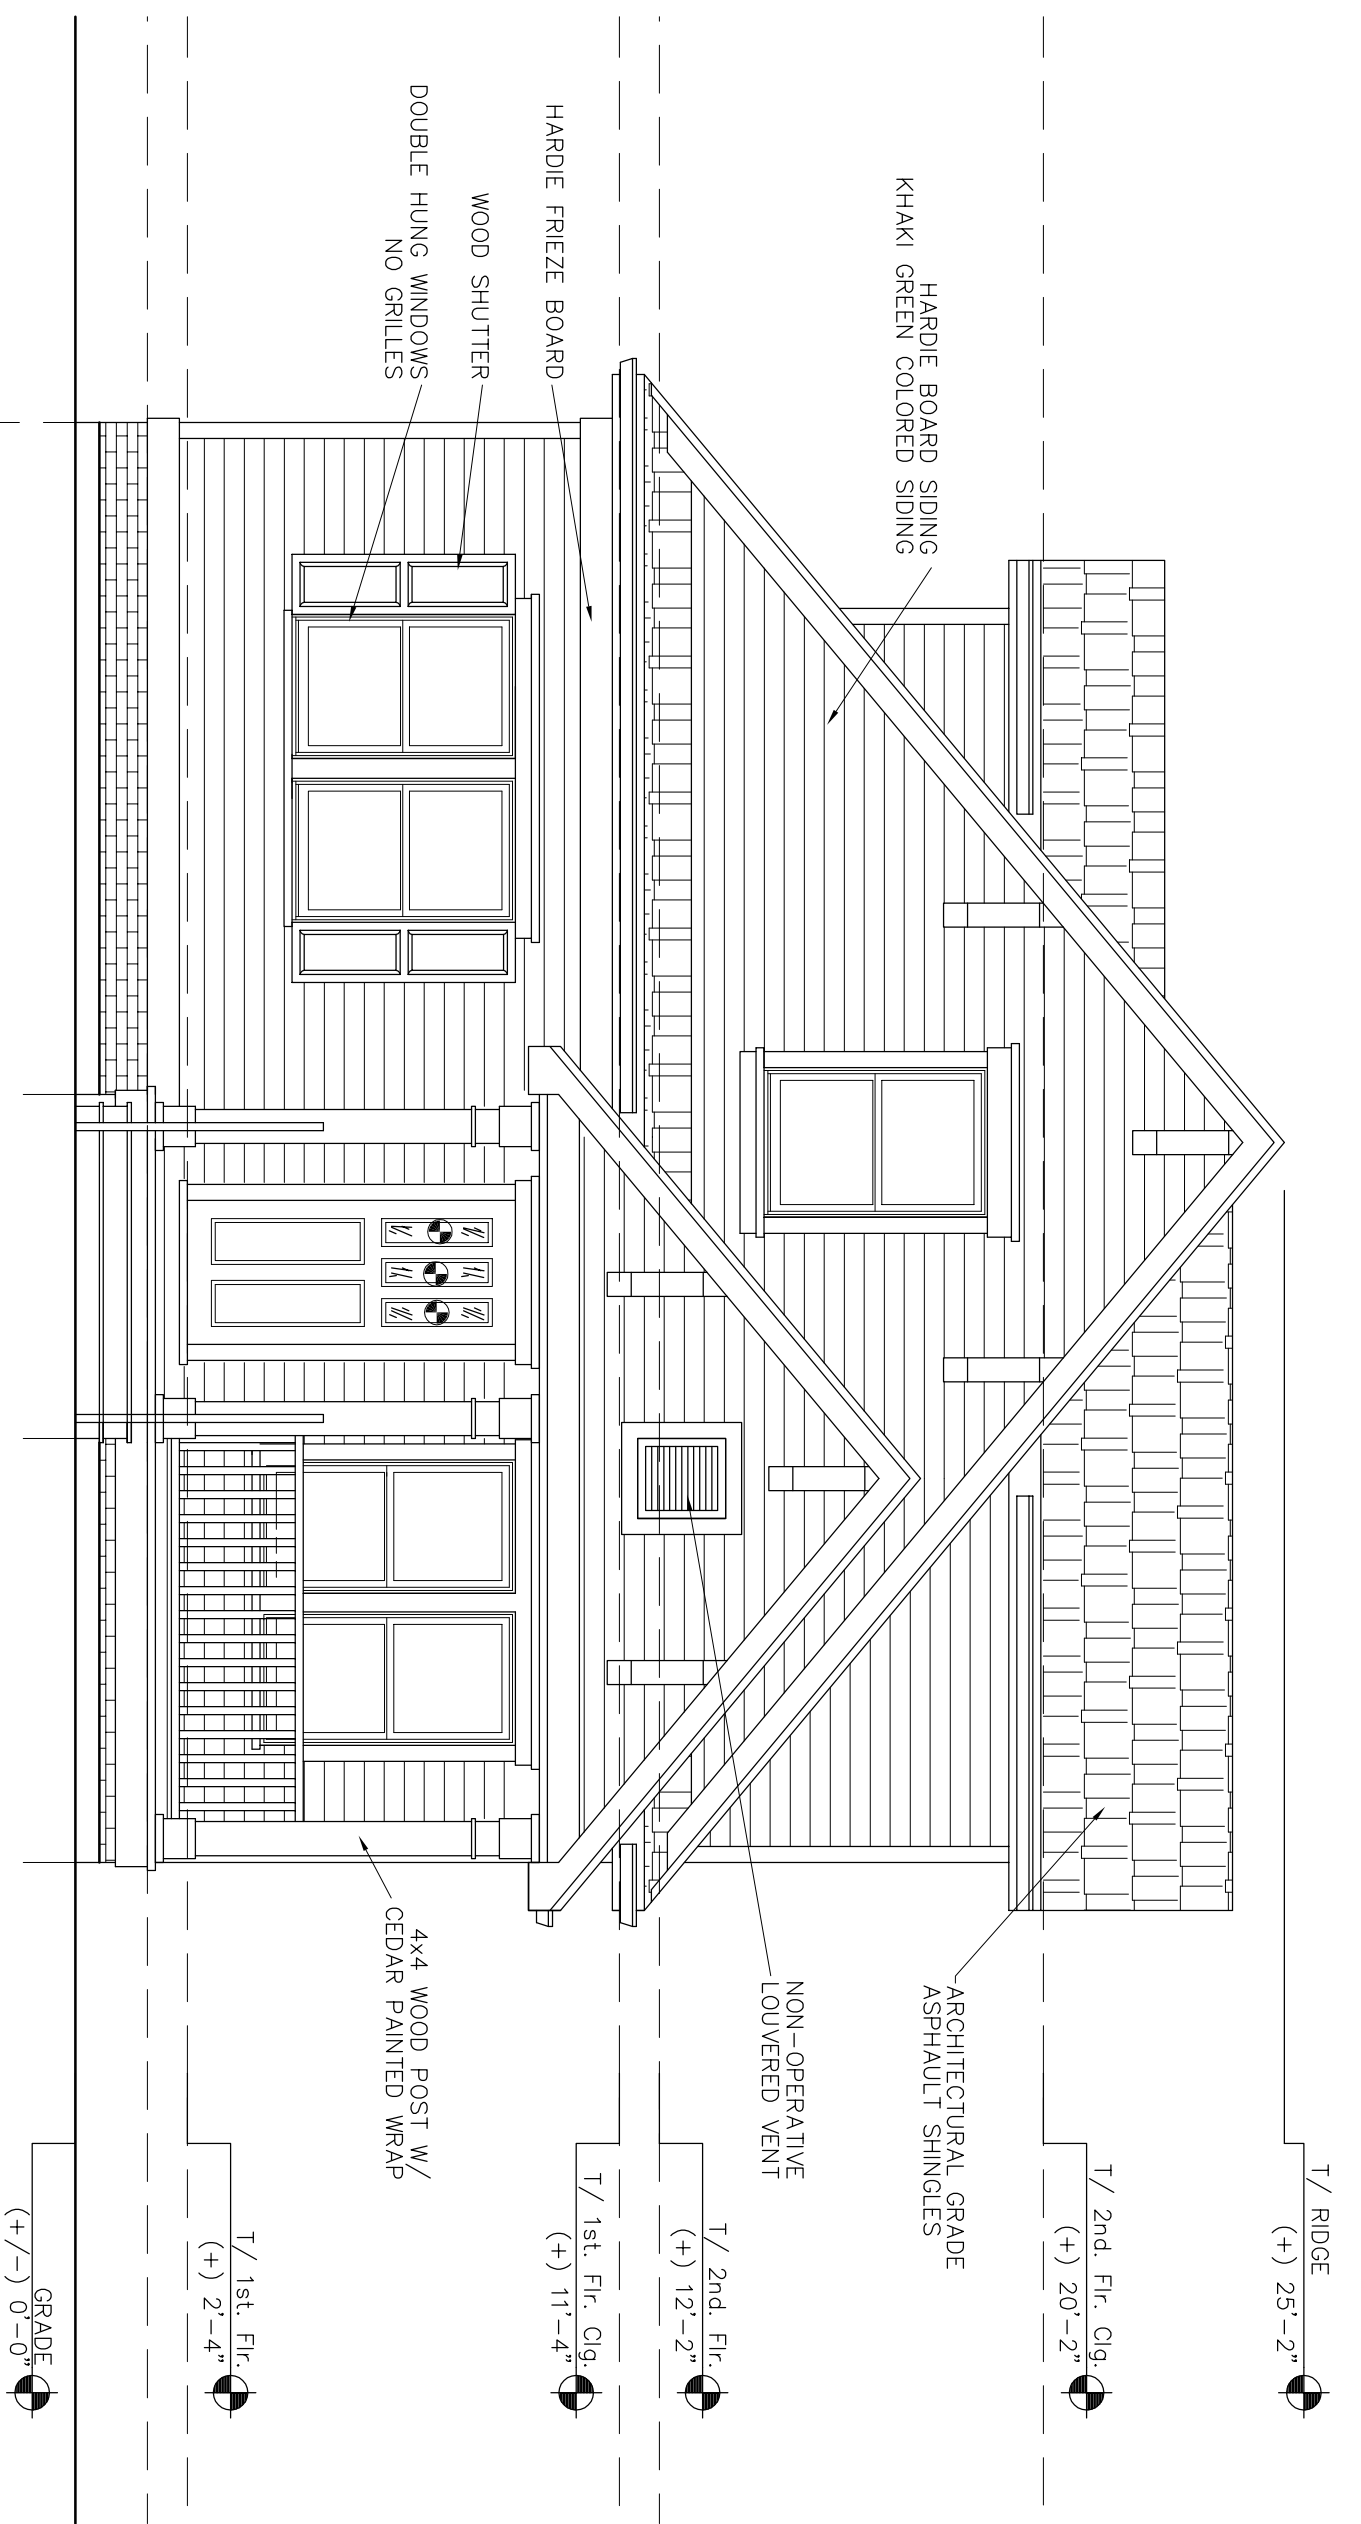 HARDIE BOARD SIDING
KHAKI GREEN COLORED SIDING
HARDIE FRIEZE BOARD
WOOD SHUTTER
DOUBLE HUNG WINDOWS
NO GRILLES
ARCHITECTURAL GRADE
ASPHAULT SHINGLES
NON-OPERATIVE
LOUVERED VENT
4x4 WOOD POST W/
CEDAR PAINTED WRAP
T/ RIDGE
(+) 25'-2"
T/ 2nd. Flr. Clg.
(+) 20'-2"
T/ 2nd. Flr.
(+) 12'-2"
T/ 1st. Flr. Clg.
(+) 11'-4"
T/ 1st. Flr.
(+) 2'-4"
GRADE
(+/-) 0'-0"